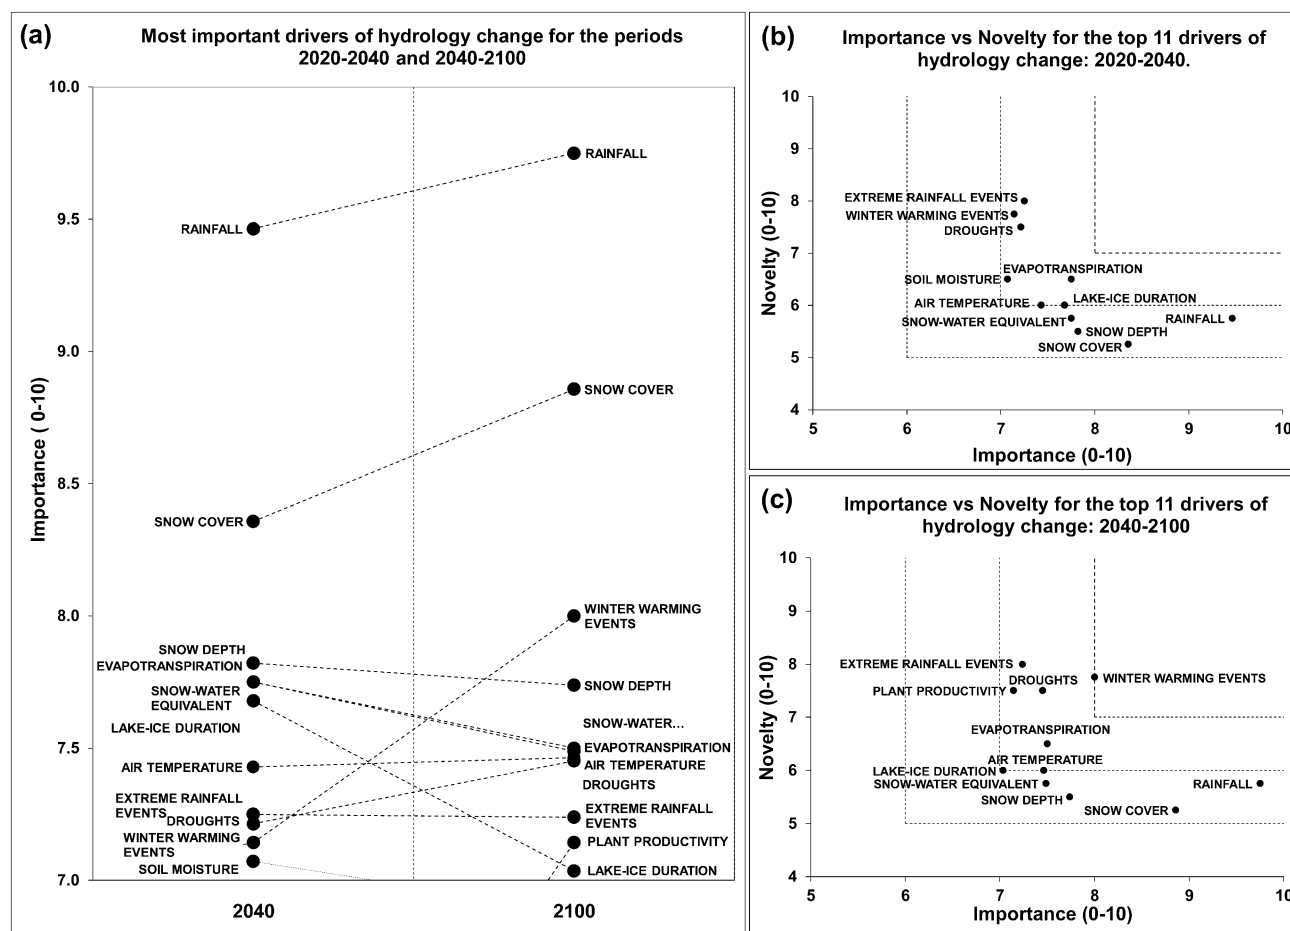 (a)
Most important drivers of hydrology change for the periods
2020-2040 and 2040-2100
Importance ( 0-10)
10.0
9.5
9.0
8.5
8.0
7.5
7.0
RAINFALL
SNOW COVER
SNOW DEPTH
EVAPOTRANSPIRATION
SNOW-WATER
EQUIVALENT
LAKE-ICE DURATION
AIR TEMPERATURE
EXTREME RAINFALL
EVENTS
DROUGHTS
WINTER WARMING
EVENTS
SOIL MOISTURE
RAINFALL
SNOW COVER
WINTER WARMING
EVENTS
SNOW DEPTH
SNOW-WATER...
EVAPOTRANSPIRATION
AIR TEMPERATURE
DROUGHTS
EXTREME RAINFALL
EVENTS
PLANT PRODUCTIVITY
LAKE-ICE DURATION
2040
2100
(b)
Importance vs Novelty for the top 11 drivers of
hydrology change: 2020-2040.
Novelty (0-10)
10
9
8
7
6
5
4
EXTREME RAINFALL EVENTS
WINTER WARMING EVENTS
DROUGHTS
EVAPOTRANSPIRATION
SOIL MOISTURE
LAKE-ICE DURATION
AIR TEMPERATURE
SNOW-WATER EQUIVALENT
RAINFALL
SNOW DEPTH
SNOW COVER
5
6
7
8
9
10
Importance (0-10)
(c)
Importance vs Novelty for the top 11 drivers of
hydrology change: 2040-2100
Novelty (0-10)
10
9
8
7
6
5
4
EXTREME RAINFALL EVENTS
DROUGHTS
WINTER WARMING EVENTS
PLANT PRODUCTIVITY
EVAPOTRANSPIRATION
AIR TEMPERATURE
LAKE-ICE DURATION
SNOW-WATER EQUIVALENT
RAINFALL
SNOW DEPTH
SNOW COVER
5
6
7
8
9
10
Importance (0-10)